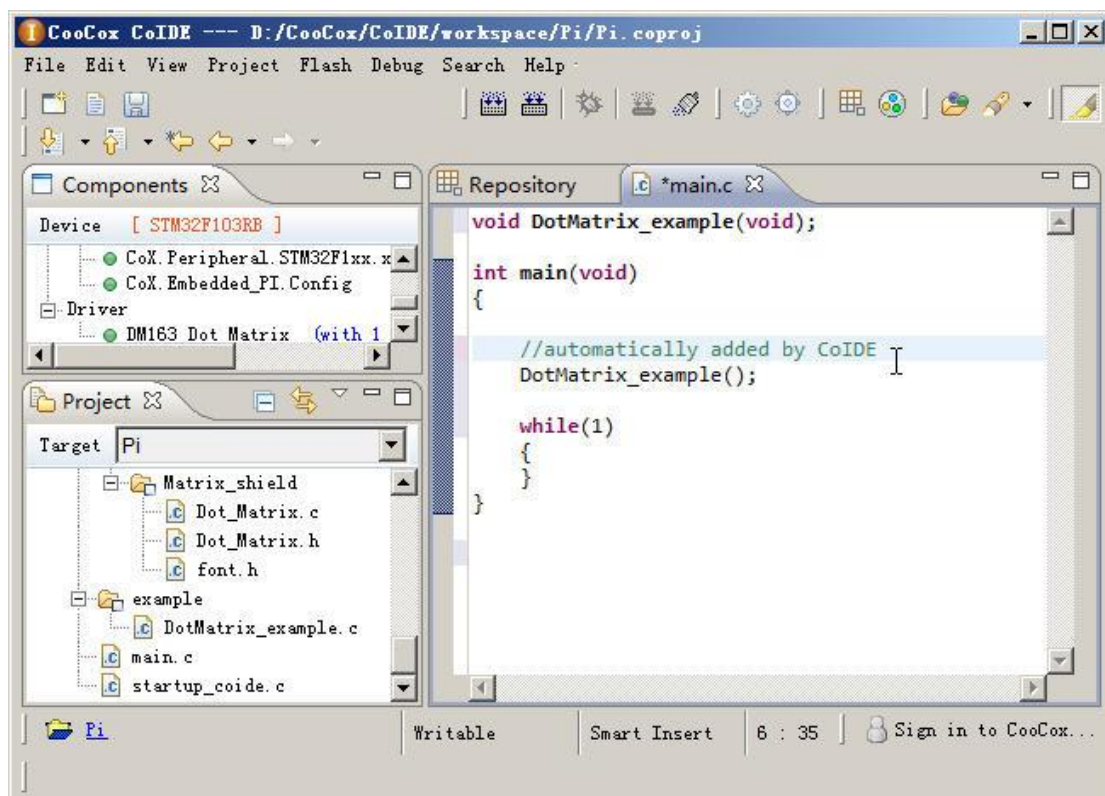 CooCox CoIDE --- D:/CooCox/CoIDE/workspace/Pi/Pi.coproj
File Edit View Project Flash Debug Search Help
Components
Device [ STM32F103RB ]
CoX.Peripheral.STM32F1xx.x
CoX.Embedded_PI.Config
Driver
DM163 Dot Matrix (with 1
Project
Target Pi
Matrix_shield
.c Dot_Matrix.c
.c Dot_Matrix.h
.c font.h
example
.c DotMatrix_example.c
.c main.c
.c startup_coide.c
Repository
.c *main.c
void DotMatrix_example(void);
int main(void)
{
//automatically added by CoIDE
DotMatrix_example();
while(1)
{
}
}
Pi
Writable
Smart Insert
6 : 35
Sign in to CooCox...